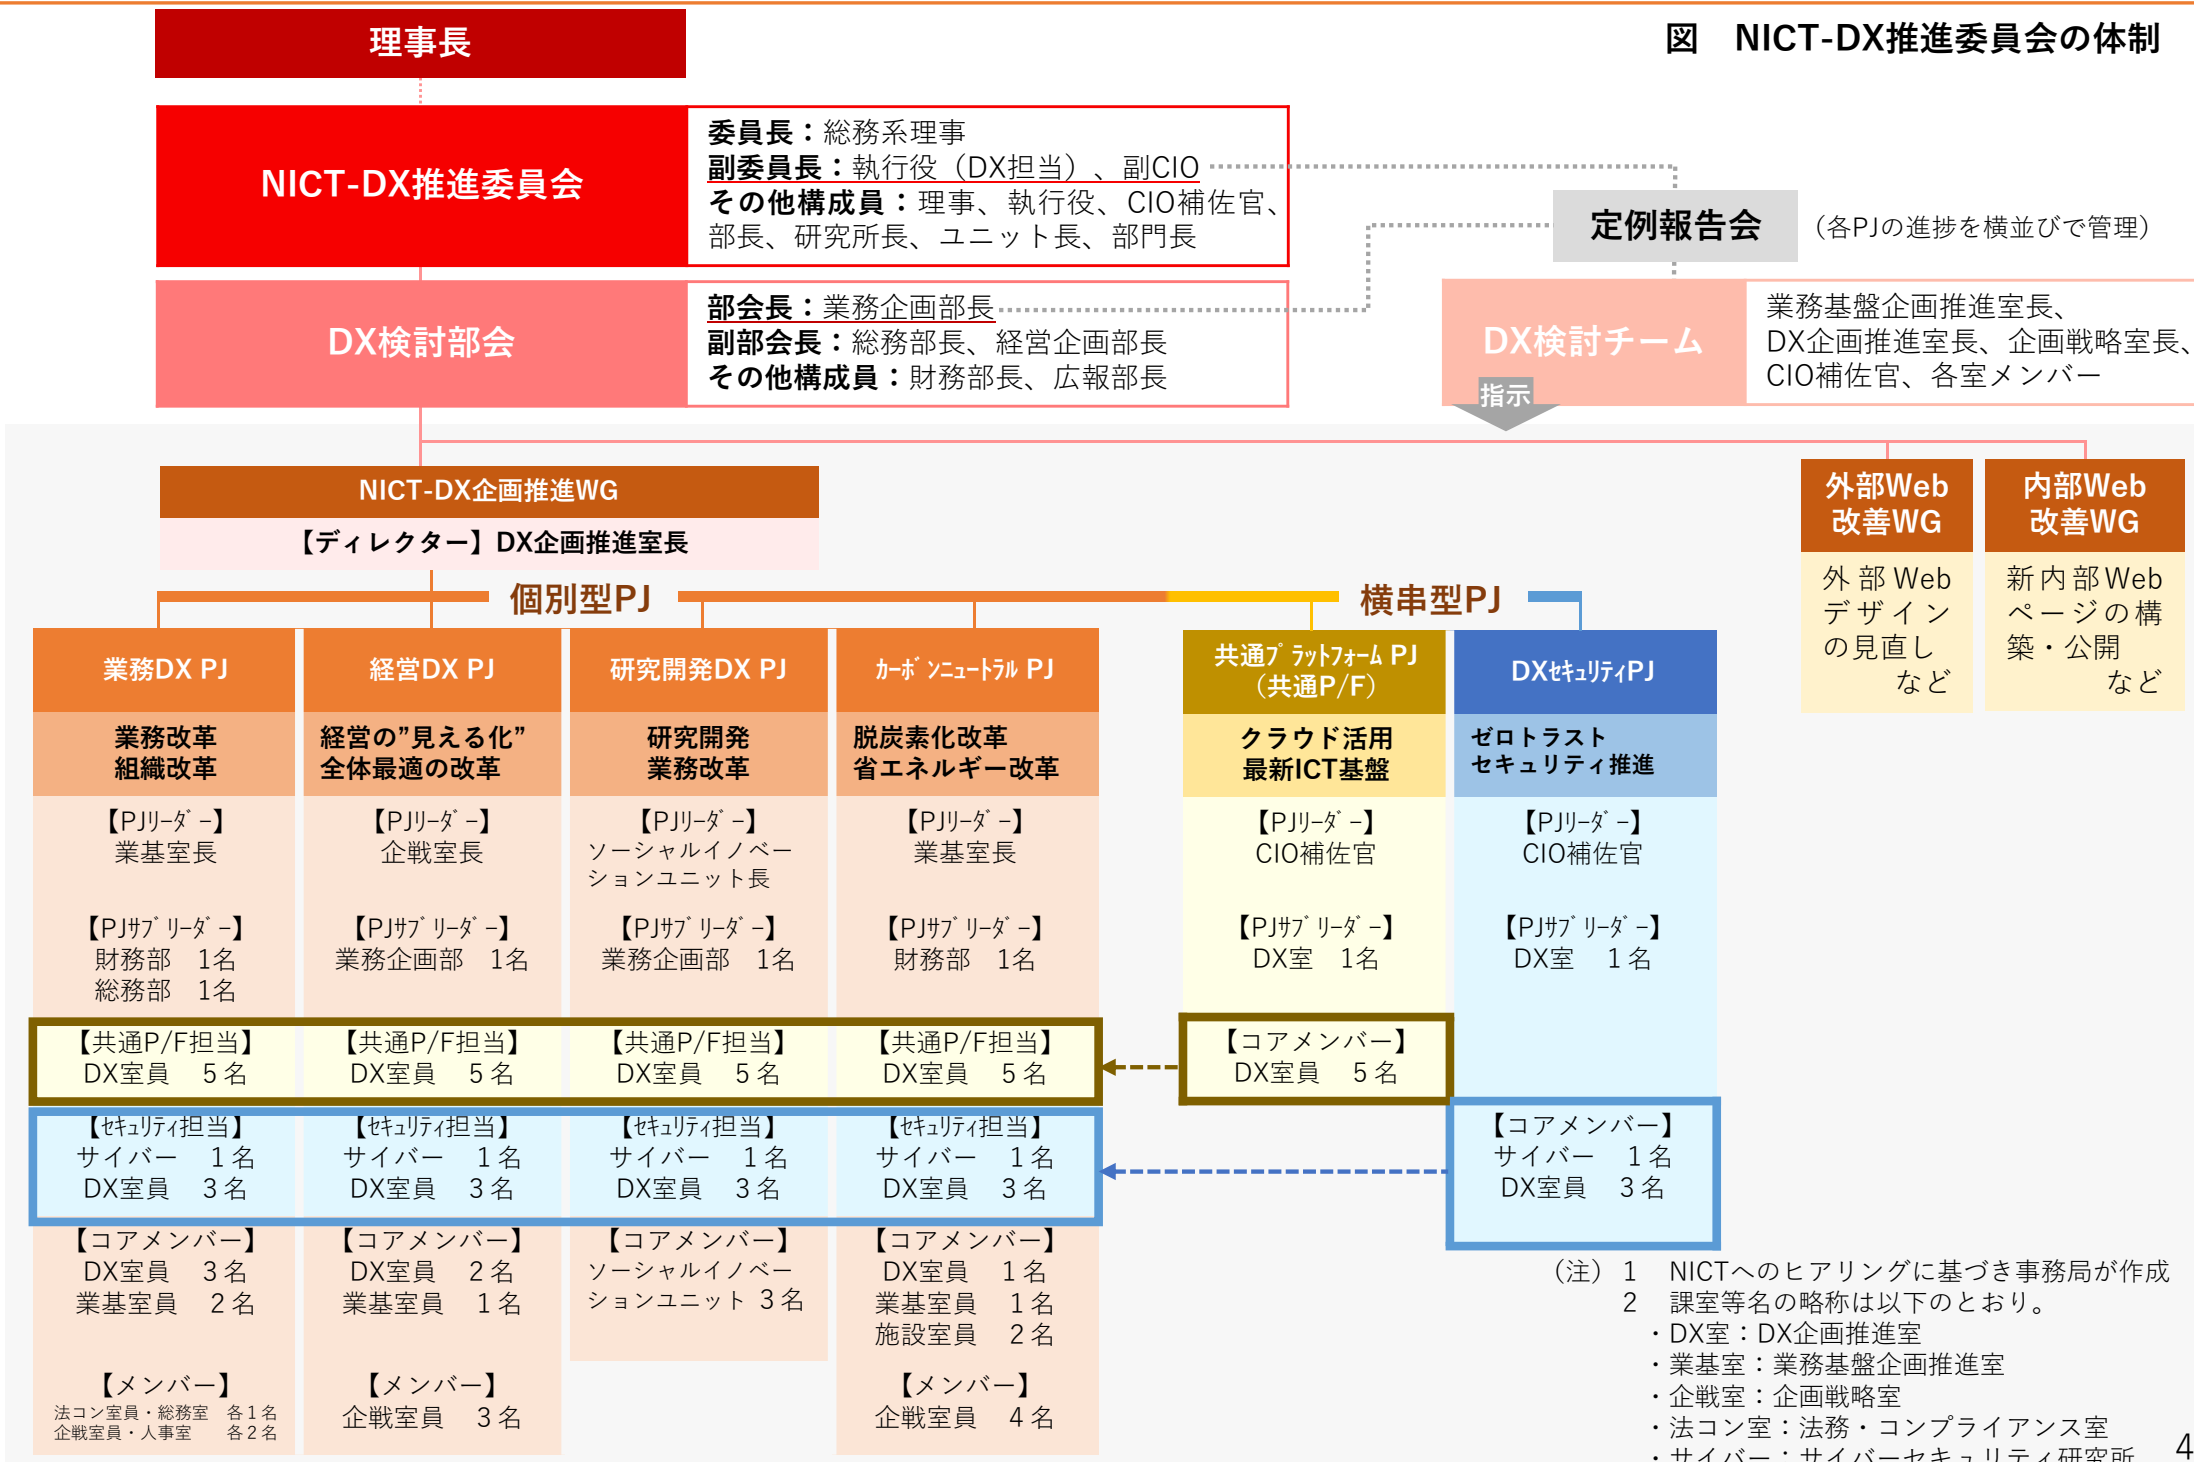 図　NICT-DX推進委員会の体制
理事長
NICT-DX推進委員会
委員長：総務系理事
副委員長：執行役（DX担当）、副CIO
その他構成員：理事、執行役、CIO補佐官、
部長、研究所長、ユニット長、部門長
定例報告会
（各PJの進捗を横並びで管理）
DX検討部会
部会長：業務企画部長
副部会長：総務部長、経営企画部長
その他構成員：財務部長、広報部長
DX検討チーム
業務基盤企画推進室長、
DX企画推進室長、企画戦略室長、
CIO補佐官、各室メンバー
指示
NICT-DX企画推進WG
【ディレクター】DX企画推進室長
外部Web
改善WG
外部Web
デザイン
の見直し
など
内部Web
改善WG
新内部Web
ページの構
築・公開
など
個別型PJ
横串型PJ
業務DX PJ
業務改革
組織改革
【PJﾘｰﾀﾞｰ】
業基室長
【PJｻﾌﾞﾘｰﾀﾞｰ】
財務部　1名
総務部　1名
【共通P/F担当】
DX室員　５名
【ｾｷｭﾘﾃｨ担当】
サイバー　１名
DX室員　３名
【コアメンバー】
DX室員　３名
業基室員　２名
【メンバー】
法コン室員・総務室　各１名
企戦室員・人事室　各２名
経営DX PJ
経営の”見える化”
全体最適の改革
【PJﾘｰﾀﾞｰ】
企戦室長
【PJｻﾌﾞﾘｰﾀﾞｰ】
業務企画部　1名
【共通P/F担当】
DX室員　５名
【ｾｷｭﾘﾃｨ担当】
サイバー　１名
DX室員　３名
【コアメンバー】
DX室員　２名
業基室員　１名
【メンバー】
企戦室員　３名
研究開発DX PJ
研究開発
業務改革
【PJﾘｰﾀﾞｰ】
ソーシャルイノベー
ションユニット長
【PJｻﾌﾞﾘｰﾀﾞｰ】
業務企画部　1名
【共通P/F担当】
DX室員　５名
【ｾｷｭﾘﾃｨ担当】
サイバー　１名
DX室員　３名
【コアメンバー】
ソーシャルイノベー
ションユニット ３名
ｶｰﾎﾞﾝﾆｭｰﾄﾗﾙ PJ
脱炭素化改革
省エネルギー改革
【PJﾘｰﾀﾞｰ】
業基室長
【PJｻﾌﾞﾘｰﾀﾞｰ】
財務部　1名
【共通P/F担当】
DX室員　５名
【ｾｷｭﾘﾃｨ担当】
サイバー　１名
DX室員　３名
【コアメンバー】
DX室員　１名
業基室員　１名
施設室員　２名
【メンバー】
企戦室員　４名
共通ﾌﾟﾗｯﾄﾌｫｰﾑ PJ
（共通P/F）
クラウド活用
最新ICT基盤
【PJﾘｰﾀﾞｰ】
CIO補佐官
【PJｻﾌﾞﾘｰﾀﾞｰ】
DX室　1名
【コアメンバー】
DX室員　５名
DXｾｷｭﾘﾃｨPJ
ゼロトラスト
セキュリティ推進
【PJﾘｰﾀﾞｰ】
CIO補佐官
【PJｻﾌﾞﾘｰﾀﾞｰ】
DX室　１名
【コアメンバー】
サイバー　１名
DX室員　３名
（注）１　NICTへのヒアリングに基づき事務局が作成
２　課室等名の略称は以下のとおり。
・DX室：DX企画推進室
・業基室：業務基盤企画推進室
・企戦室：企画戦略室
・法コン室：法務・コンプライアンス室
・サイバー：サイバーセキュリティ研究所
4